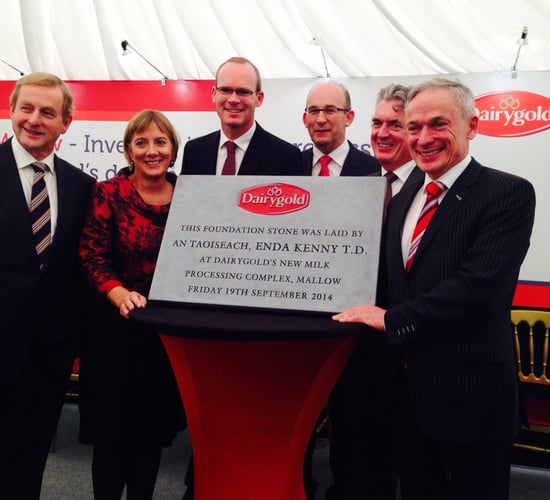 - Inves
d's d
Dairygold
Dairygold
THIS FOUNDATION STONE WAS LAID BY
AN TAOISEACH, ENDA KENNY T.D.
AT DAIRYGOLD'S NEW MILK
PROCESSING COMPLEX, MALLOW
FRIDAY 19TH SEPTEMBER 2014